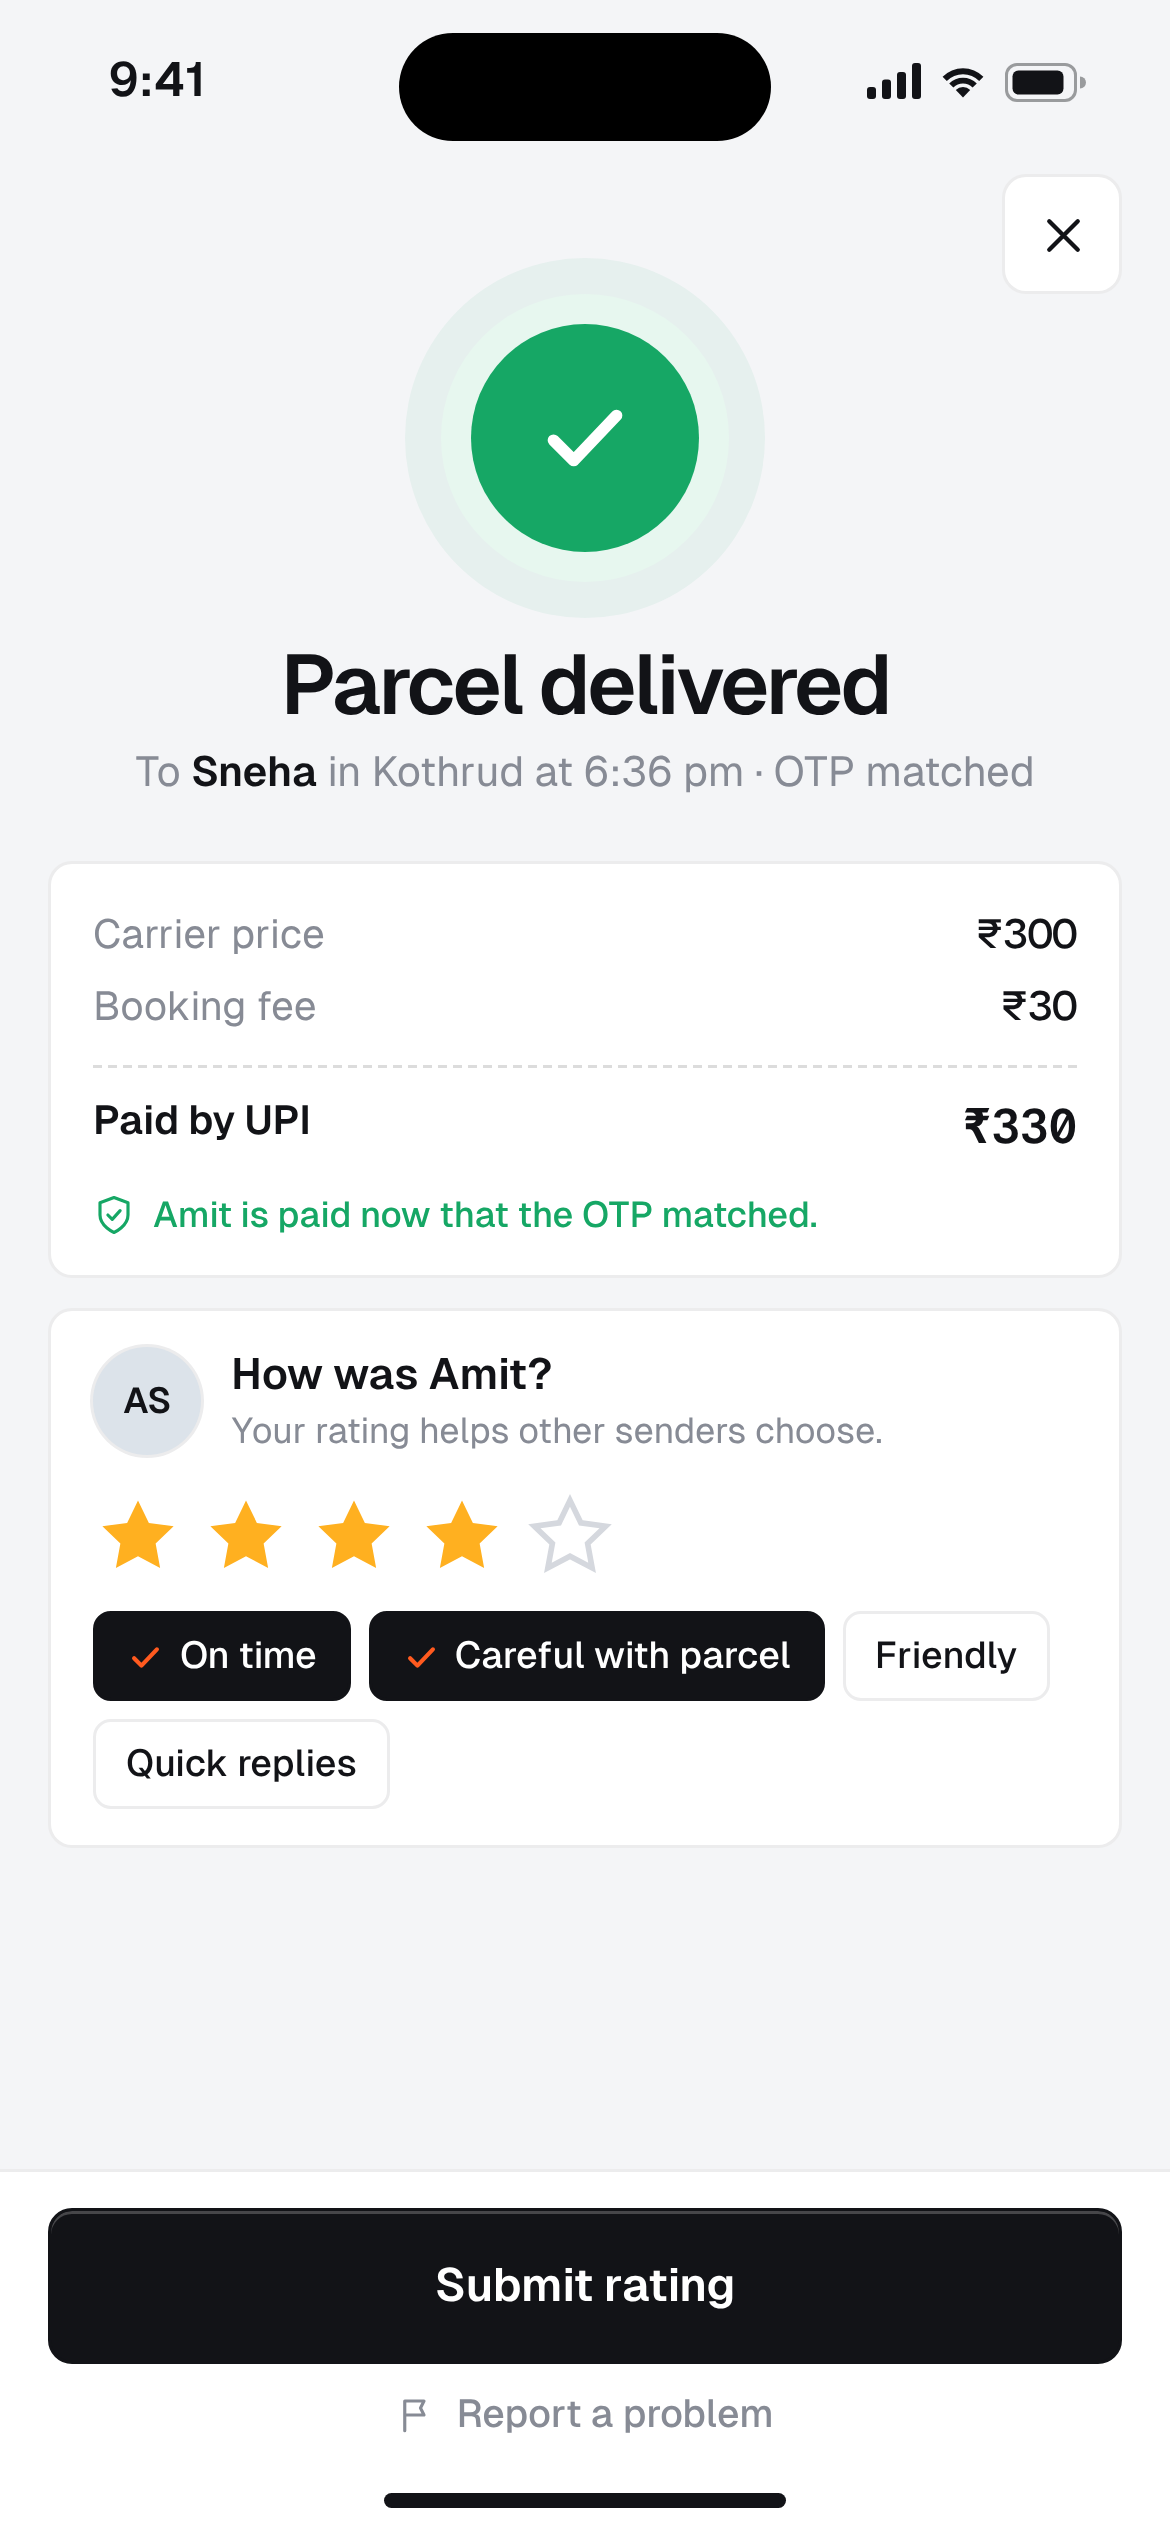 9:41
Parcel delivered
To Sneha in Kothrud at 6:36 pm · OTP matched
Carrier price ₹300
Booking fee ₹30
Paid by UPI ₹330
Amit is paid now that the OTP matched.
AS
How was Amit?
Your rating helps other senders choose.
On time Careful with parcel Friendly
Quick replies
Submit rating
Report a problem